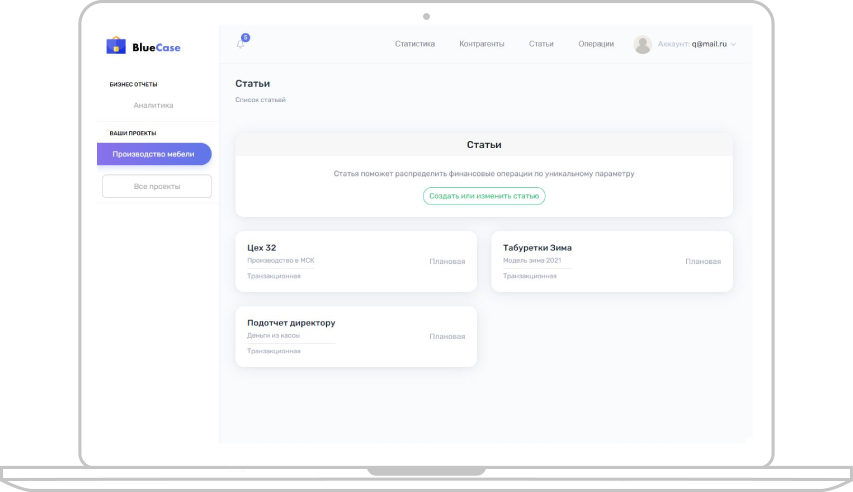 BlueCase
5
Статистика
Контрагенты
Статьи
Операции
Аккаунт: q@mail.ru
БИЗНЕС ОТЧЕТЫ
Аналитика
ВАШИ ПРОЕКТЫ
Производство мебели
Все проекты
Статьи
Список статьей
Статьи
Статья поможет распределить финансовые операции по уникальному параметру
Создать или изменить статью
Цех 32
Производство в МСК
Транзакционная
Плановая
Табуретки Зима
Модель зима 2021
Транзакционная
Плановая
Подотчет директору
Деньги из кассы
Транзакционная
Плановая